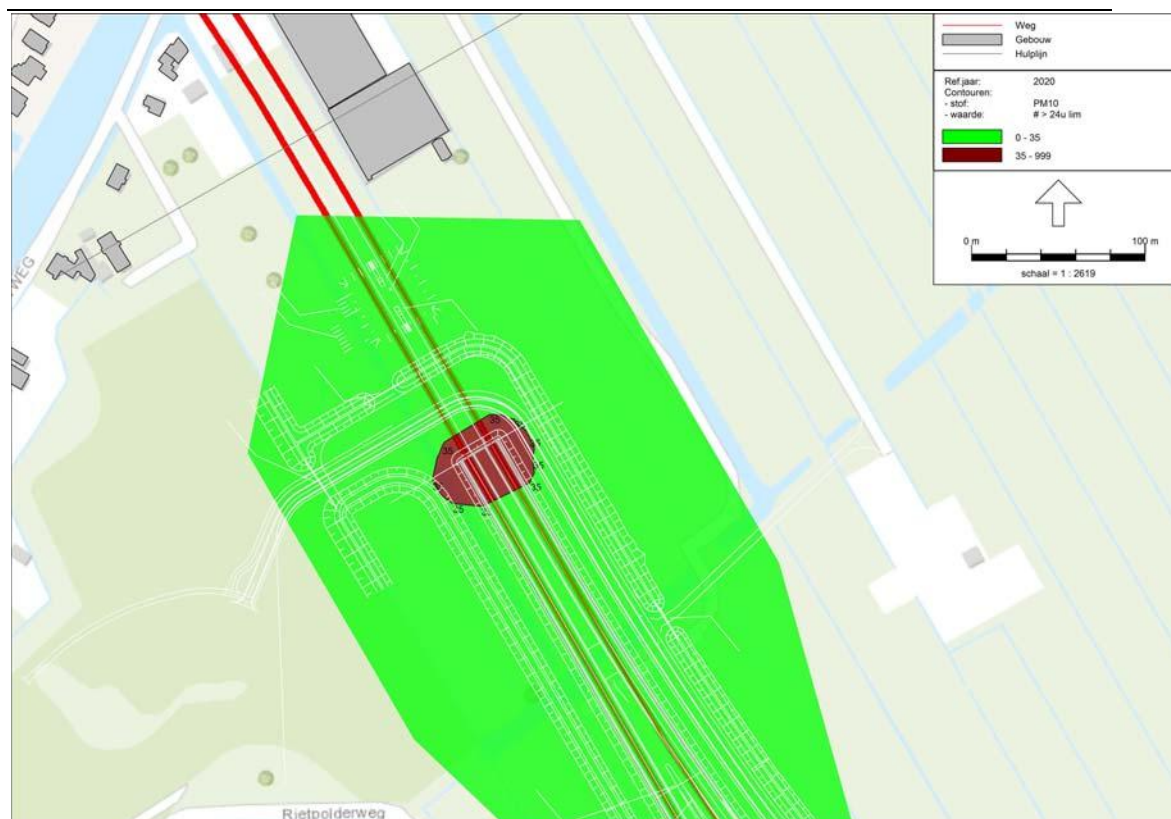 Weg
Gebouw
Hulplijn
Ref.jaar: 2020
Contouren:
- stof: PM10
- waarde: # > 24u lim
0 - 35
35 - 999
0 m 100 m
schaal = 1 : 2619
WEG
35
35
35
Rietpolderweg